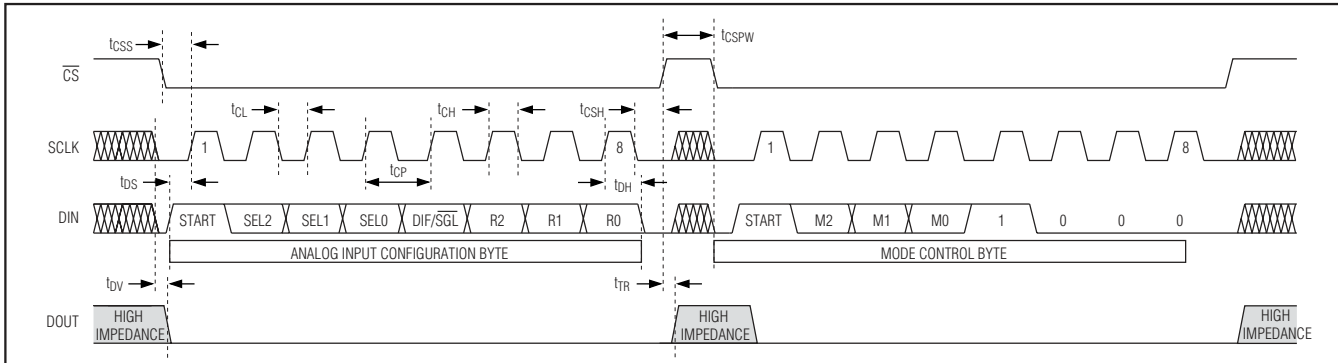 tCSS
tCSPW
CS
tCL
tCH
tCSH
SCLK
1
8
1
8
tCP
tDS
tDH
DIN
START SEL2 SEL1 SEL0 DIF/SGL R2 R1 R0
START M2 M1 M0 1 0 0 0
ANALOG INPUT CONFIGURATION BYTE
MODE CONTROL BYTE
tDV
tTR
DOUT
HIGH
IMPEDANCE
HIGH
IMPEDANCE
HIGH
IMPEDANCE